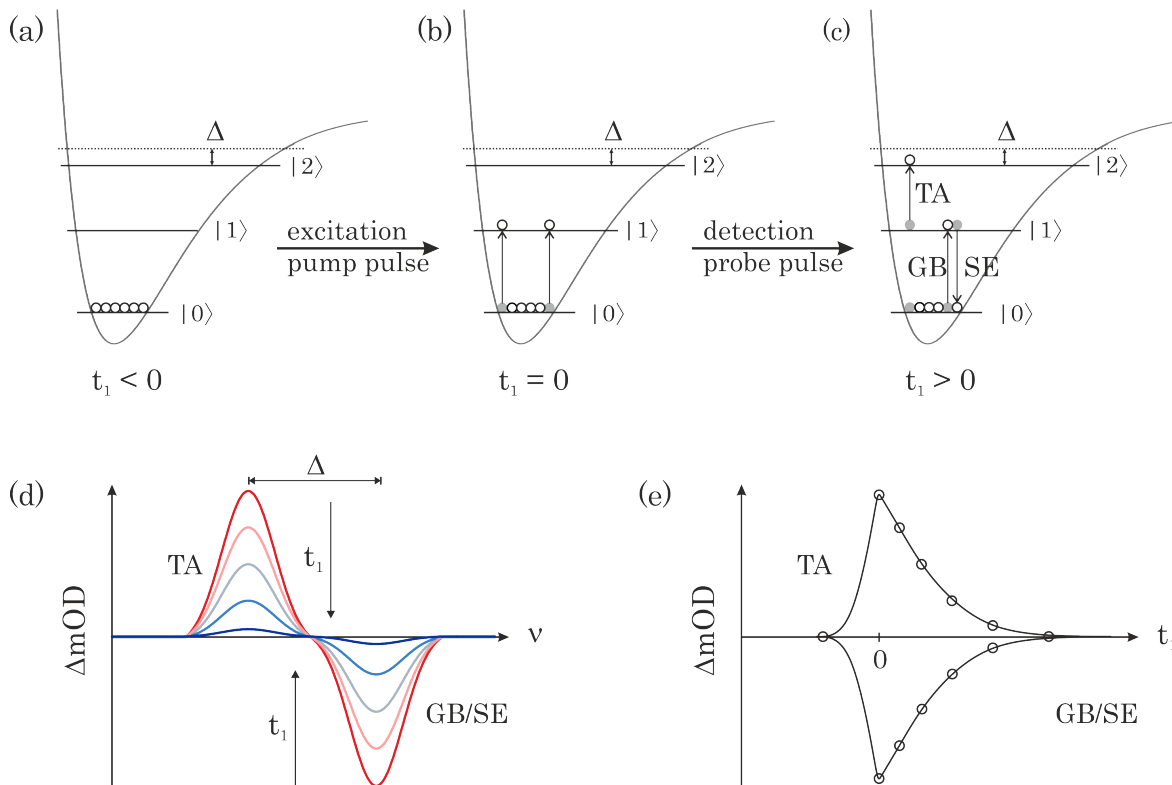 (a)
Δ
|2⟩
|1⟩
|0⟩
t₁ < 0
excitation
pump pulse
(b)
Δ
|2⟩
|1⟩
|0⟩
t₁ = 0
detection
probe pulse
(c)
Δ
|2⟩
TA
|1⟩
GB
SE
|0⟩
t₁ > 0
(d)
Δ
TA
t₁
ΔmOD
ν
t₁
GB/SE
(e)
TA
ΔmOD
0
t₁
GB/SE